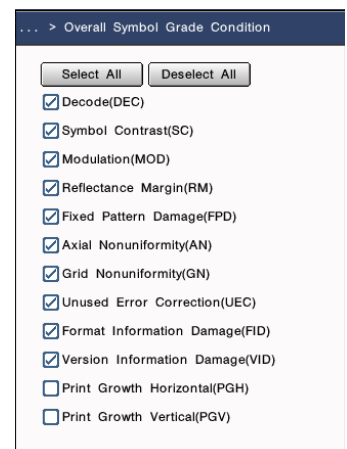 ... > Overall Symbol Grade Condition
Select All Deselect All
Decode(DEC)
Symbol Contrast(SC)
Modulation(MOD)
Reflectance Margin(RM)
Fixed Pattern Damage(FPD)
Axial Nonuniformity(AN)
Grid Nonuniformity(GN)
Unused Error Correction(UEC)
Format Information Damage(FID)
Version Information Damage(VID)
Print Growth Horizontal(PGH)
Print Growth Vertical(PGV)